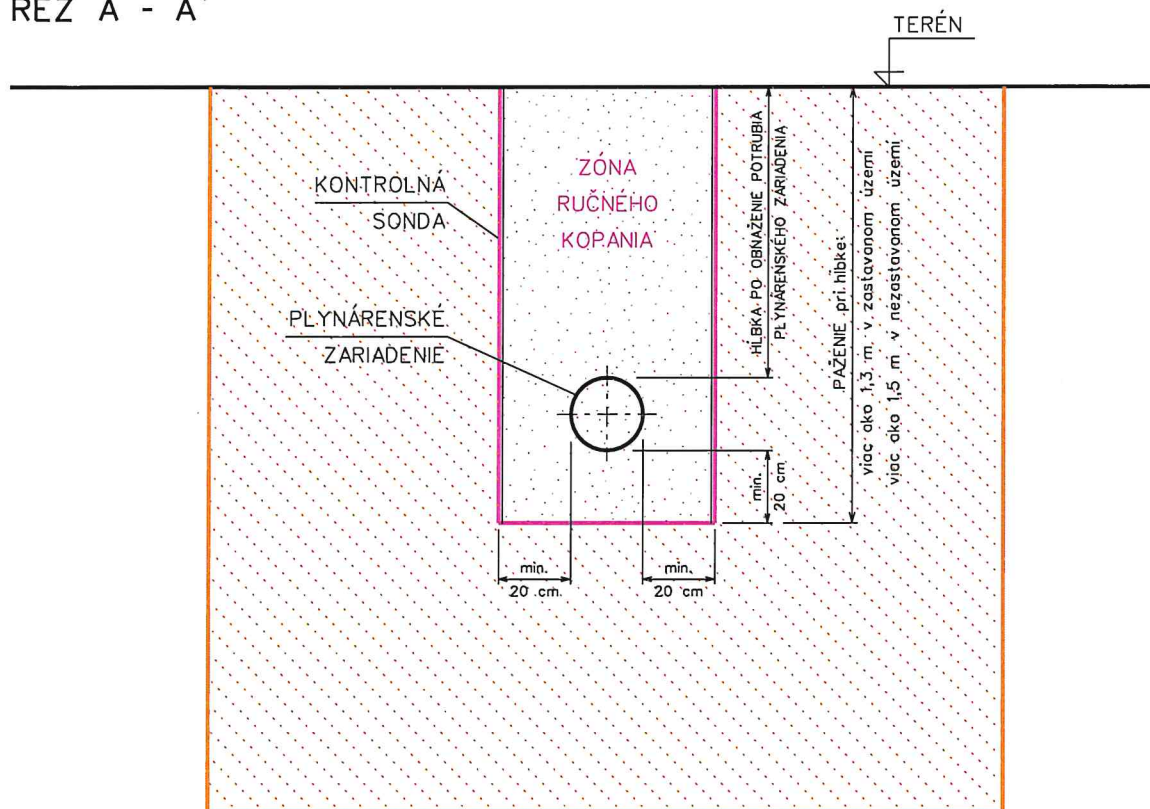 REZ A - A'
TERÉN
ZÓNA
RUČNÉHO
KOPANIA
KONTROLNÁ
SONDA
PLYNÁRENSKÉ
ZARIADENIE
HĹBKA PO OBNAŽENIE POTRUBIA
PLYNÁRENSKÉHO ZARIADENIA
PAŽENIE pri hĺbke:
viac ako 1,3 m v zastavanom území
viac ako 1,5 m v nezastavanom území
min.
20 cm
min.
20 cm
min.
20 cm